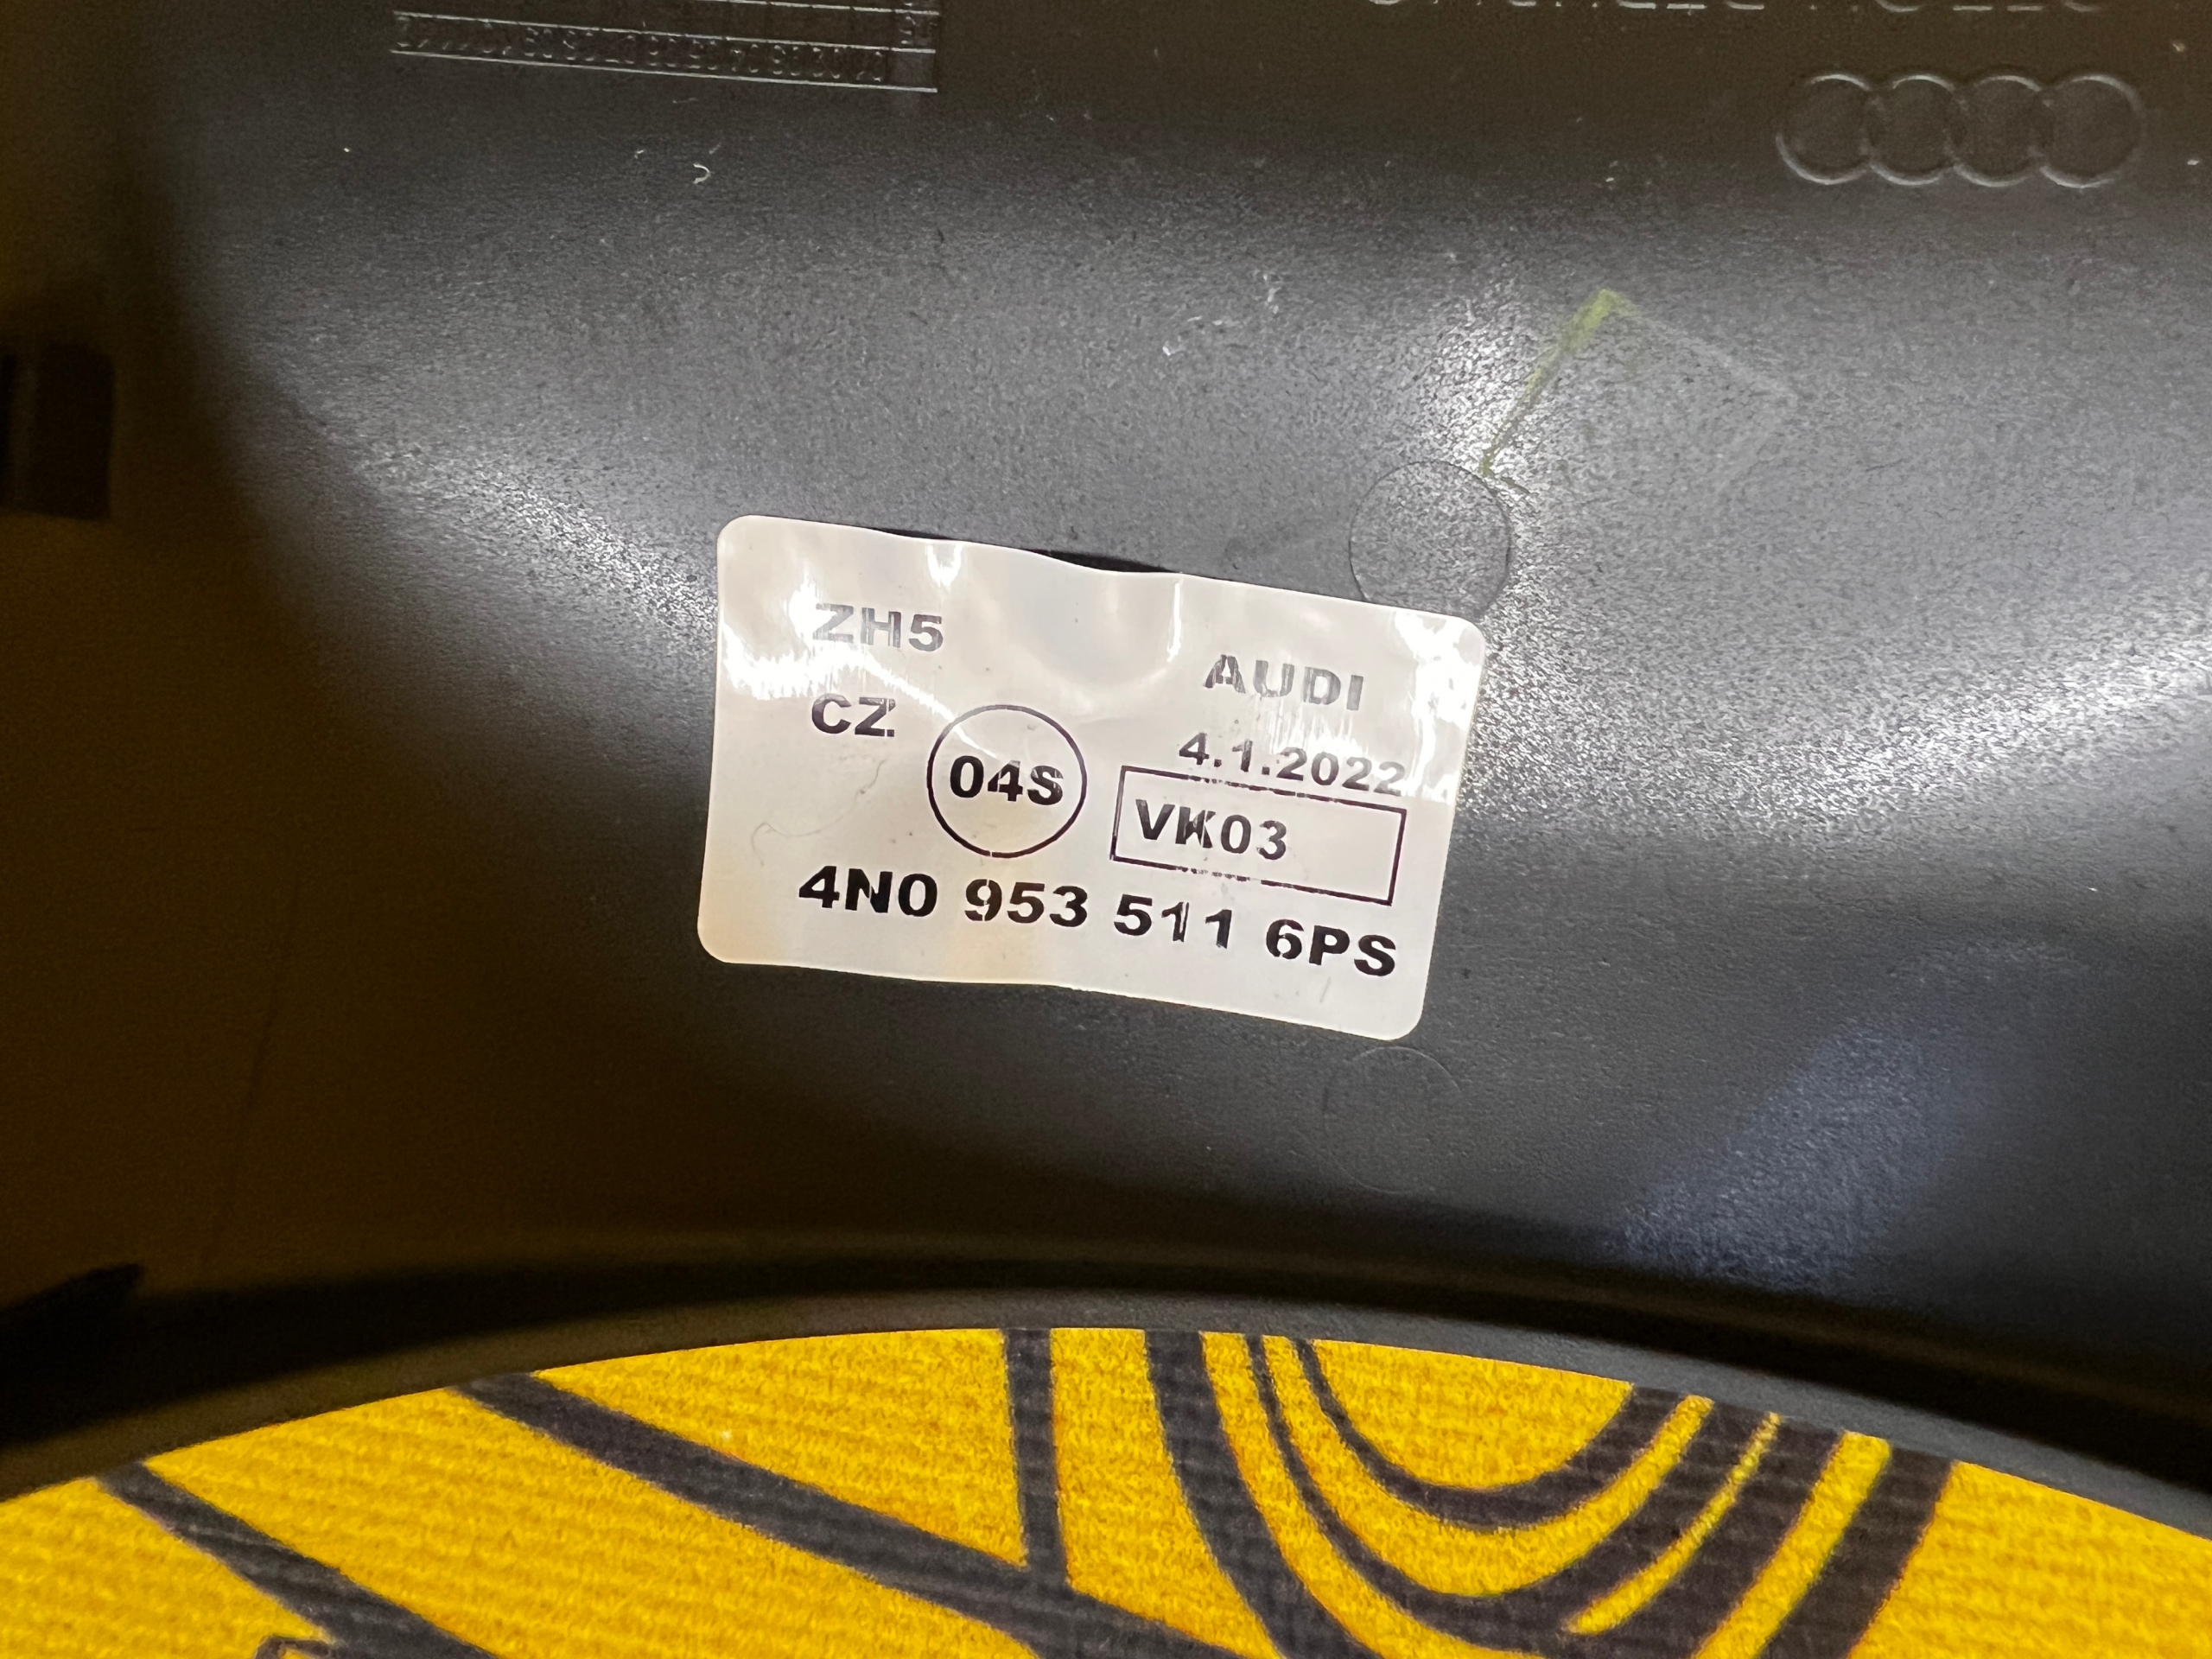 ZH5
AUDI
CZ.
04S
4.1.2022
VK03
4N0 953 511 6PS